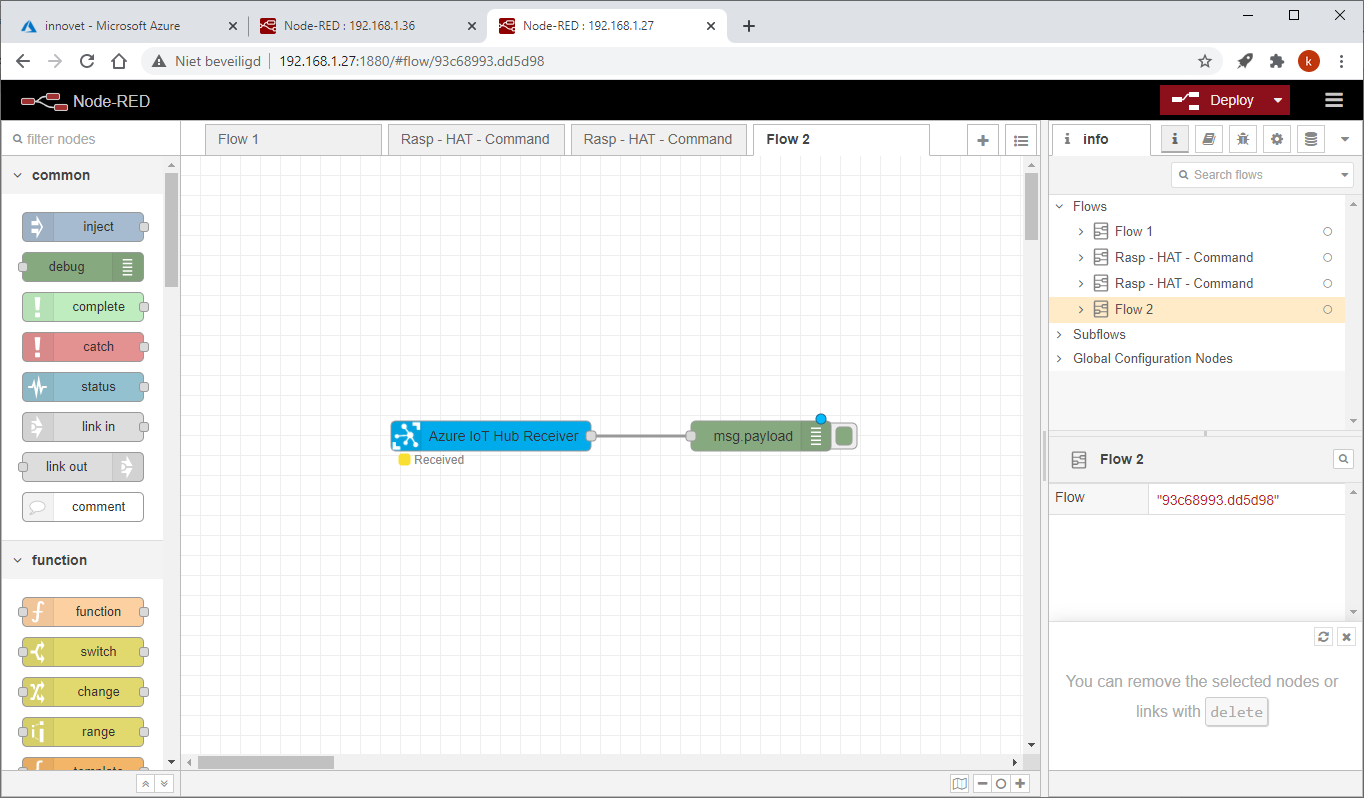 innovet - Microsoft Azure
Node-RED : 192.168.1.36
Node-RED : 192.168.1.27
Niet beveiligd
192.168.1.27:1880/#flow/93c68993.dd5d98
k
Node-RED
Deploy
filter nodes
Flow 1
Rasp - HAT - Command
Rasp - HAT - Command
Flow 2
info
common
inject
debug
complete
catch
status
link in
link out
comment
function
function
switch
change
range
template
Azure IoT Hub Receiver
Received
msg.payload
Search flows
Flows
Flow 1
Rasp - HAT - Command
Rasp - HAT - Command
Flow 2
Subflows
Global Configuration Nodes
Flow 2
Flow
"93c68993.dd5d98"
You can remove the selected nodes or
links with delete